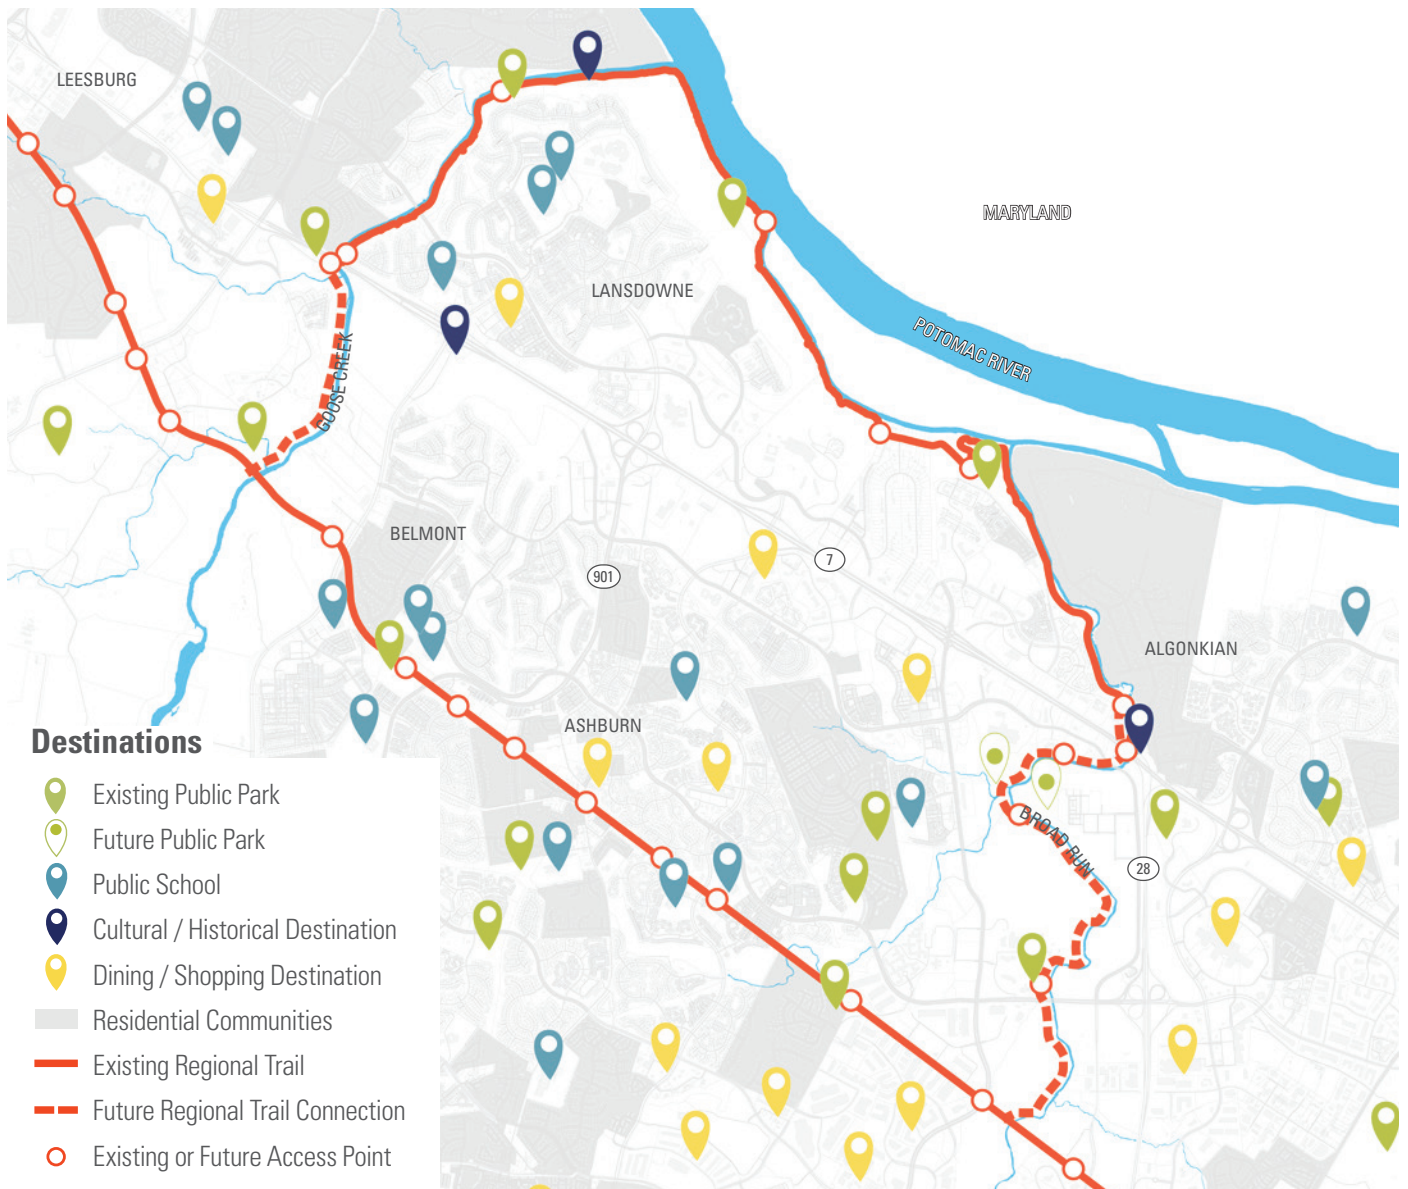 LEESBURG
MARYLAND
LANSDOWNE
POTOMAC RIVER
GOOSE CREEK
BELMONT
7
901
ALGONKIAN
ASHBURN
BROAD RUN
28
Destinations
Existing Public Park
Future Public Park
Public School
Cultural / Historical Destination
Dining / Shopping Destination
Residential Communities
Existing Regional Trail
Future Regional Trail Connection
Existing or Future Access Point